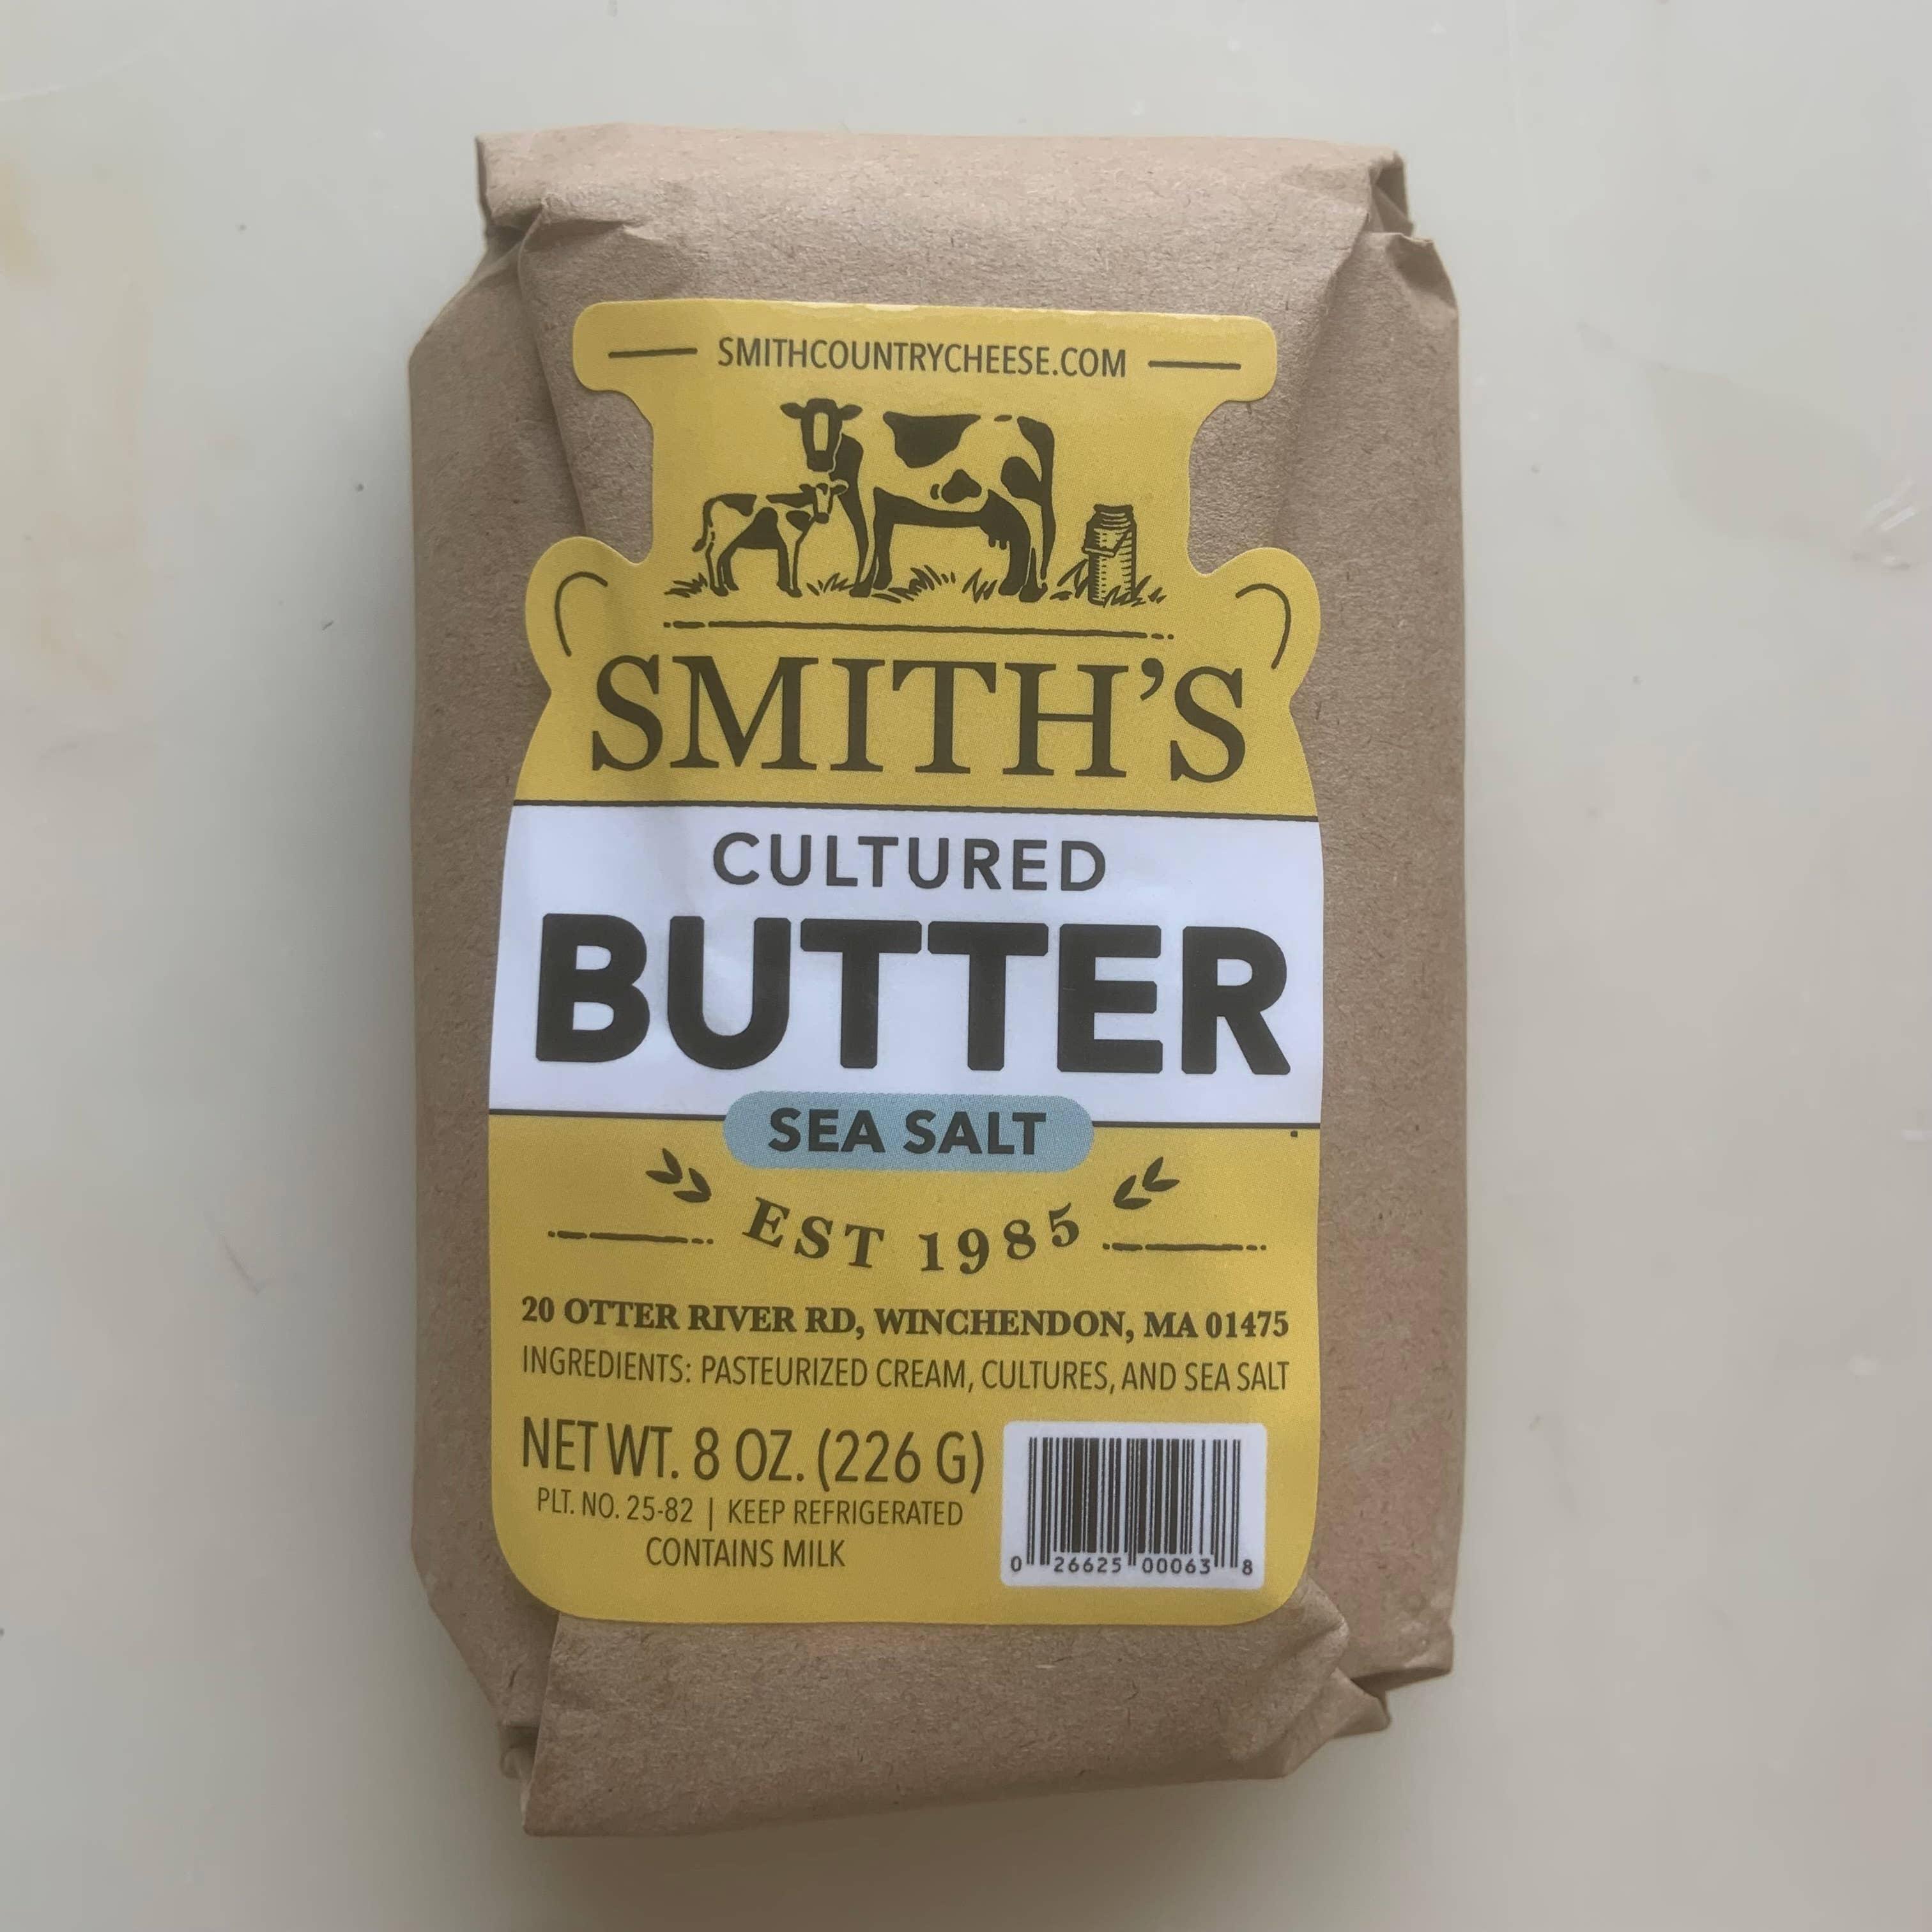 SMITHCOUNTRYCHEESE.COM
SMITH'S
CULTURED
BUTTER
SEA SALT
EST 1985
20 OTTER RIVER RD, WINCHENDON, MA 01475
INGREDIENTS: PASTEURIZED CREAM, CULTURES, AND SEA SALT
NET WT. 8 OZ. (226 G)
PLT. NO. 25-82 | KEEP REFRIGERATED
CONTAINS MILK
0 26625 00063 8